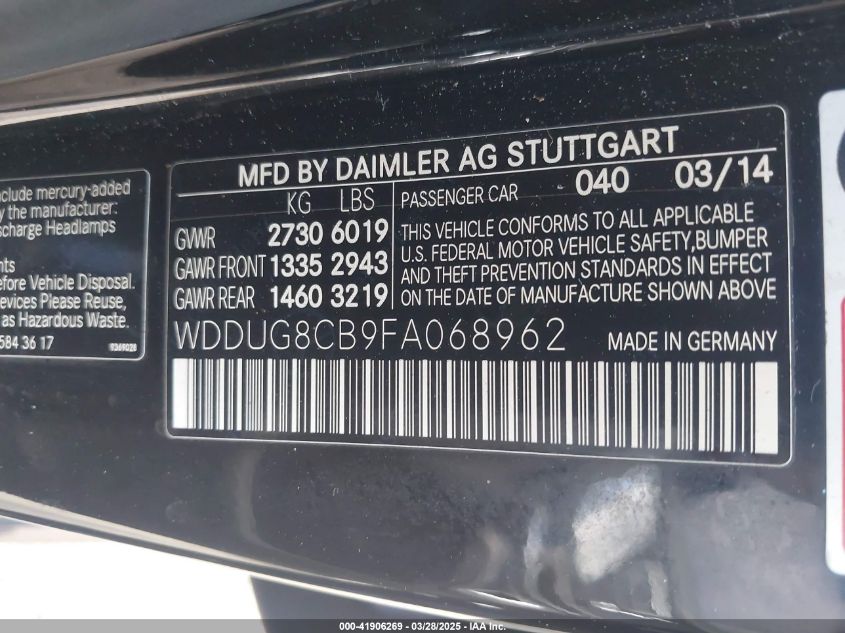 nclude mercury-added
y the manufacturer:
scharge Headlamps
nts
efore Vehicle Disposal.
evices Please Reuse,
as Hazardous Waste.
584 36 17
MFD BY DAIMLER AG STUTTGART
KG LBS
GVWR 2730 6019
GAWR FRONT 1335 2943
GAWR REAR 1460 3219
PASSENGER CAR 040 03/14
THIS VEHICLE CONFORMS TO ALL APPLICABLE
U.S. FEDERAL MOTOR VEHICLE SAFETY,BUMPER
AND THEFT PREVENTION STANDARDS IN EFFECT
ON THE DATE OF MANUFACTURE SHOWN ABOVE
WDDUG8CB9FA068962 MADE IN GERMANY
000-41906269 - 03/28/2025 - IAA, Inc.